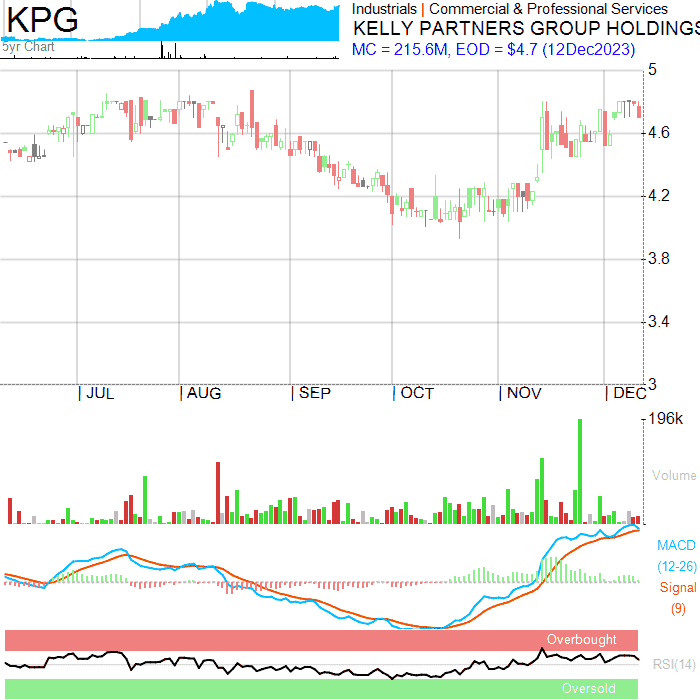 KPG
5yr Chart
Industrials | Commercial & Professional Services
KELLY PARTNERS GROUP HOLDINGS
MC = 215.6M, EOD = $4.7 (12Dec2023)
5
4.6
4.2
3.8
3.4
3
JUL AUG SEP OCT NOV DEC
196k
Volume
MACD
(12-26)
Signal
(9)
Overbought
RSI(14)
Oversold